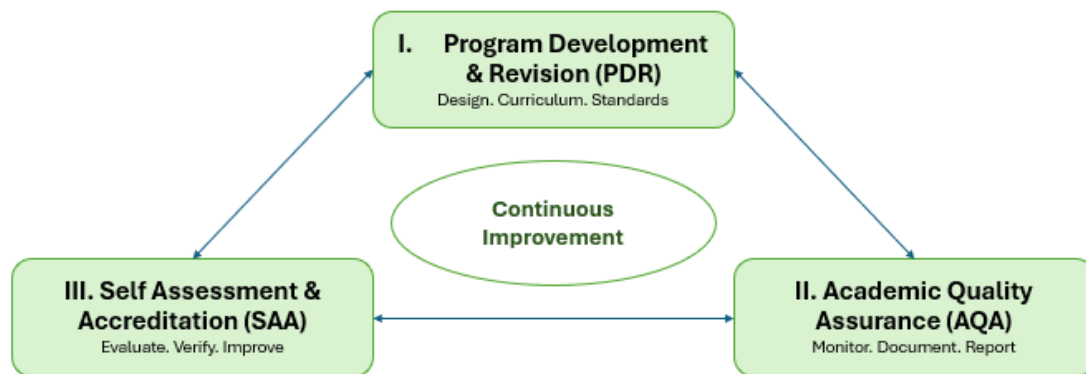 I. Program Development
& Revision (PDR)
Design. Curriculum. Standards
Continuous
Improvement
III. Self Assessment &
Accreditation (SAA)
Evaluate. Verify. Improve
II. Academic Quality
Assurance (AQA)
Monitor. Document. Report